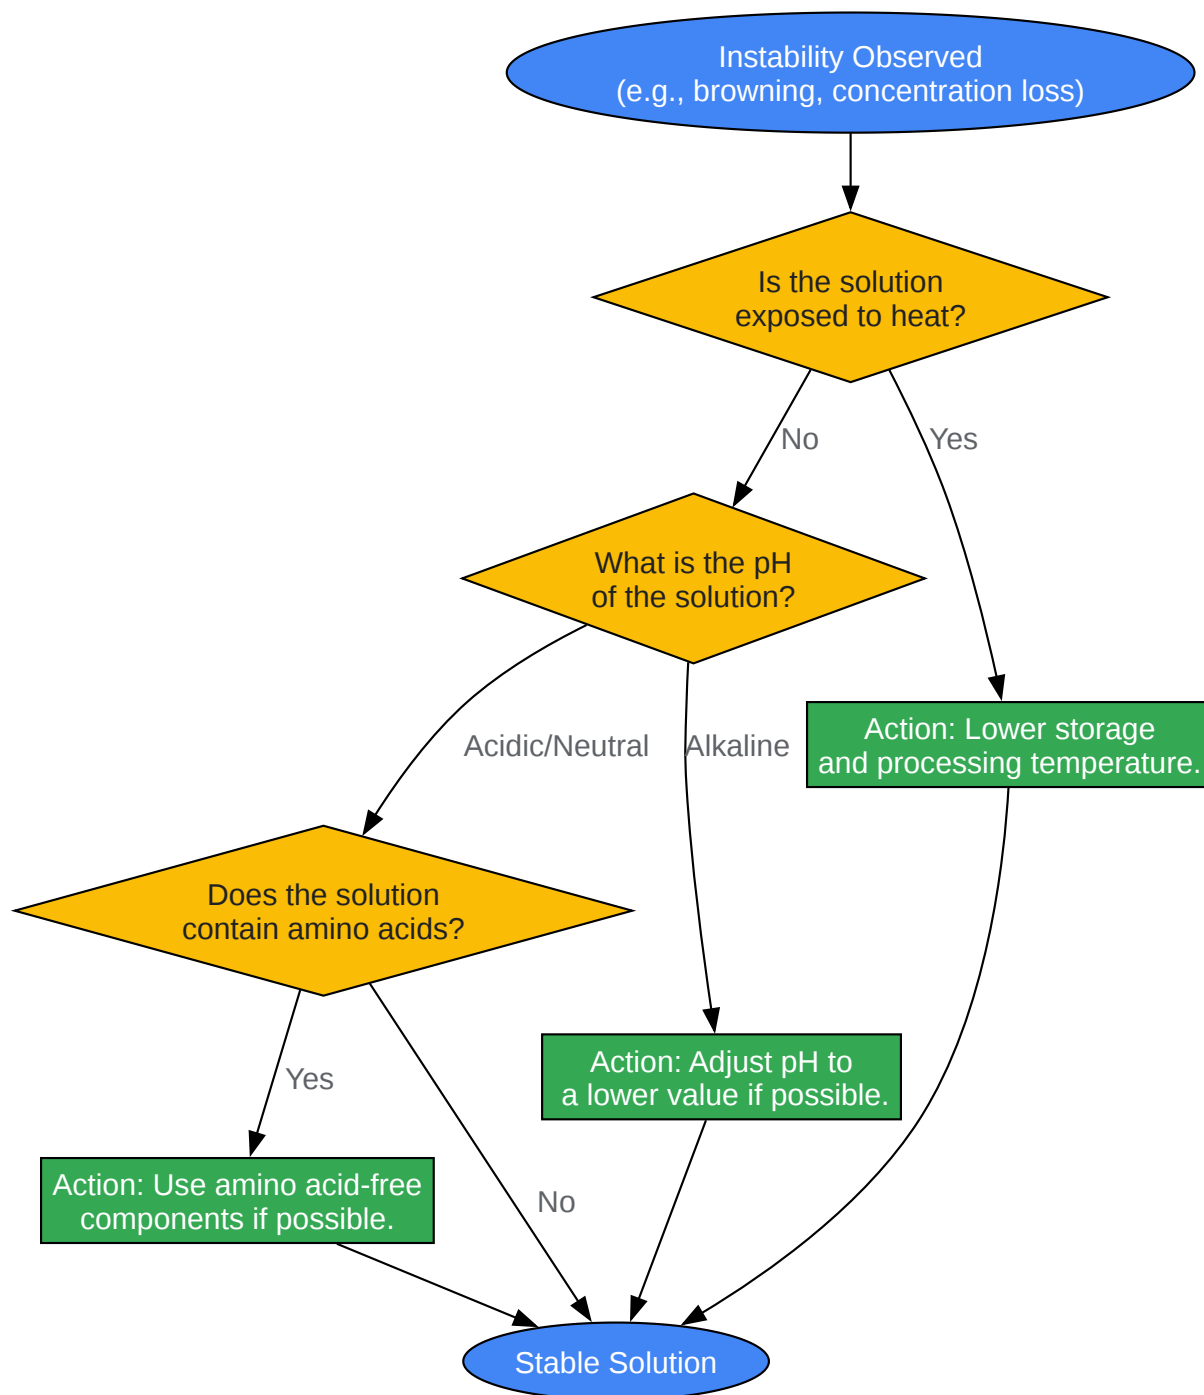 Instability Observed
(e.g., browning, concentration loss)
Is the solution
exposed to heat?
No
Yes
What is the pH
of the solution?
Acidic/Neutral
Alkaline
Action: Lower storage
and processing temperature.
Does the solution
contain amino acids?
Yes
Action: Adjust pH to
a lower value if possible.
Action: Use amino acid-free
components if possible.
No
Stable Solution